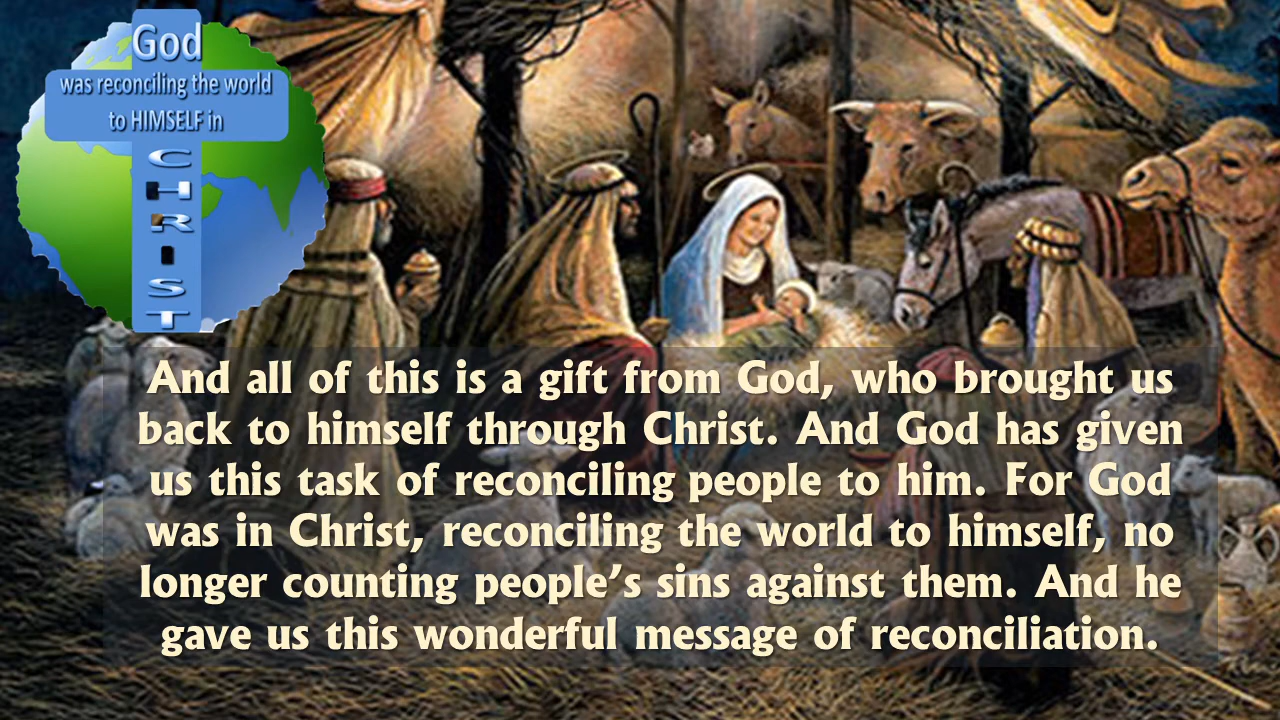 God
was reconciling the world
to HIMSELF in
CHRIST
And all of this is a gift from God, who brought us
back to himself through Christ. And God has given
us this task of reconciling people to him. For God
was in Christ, reconciling the world to himself, no
longer counting people’s sins against them. And he
gave us this wonderful message of reconciliation.